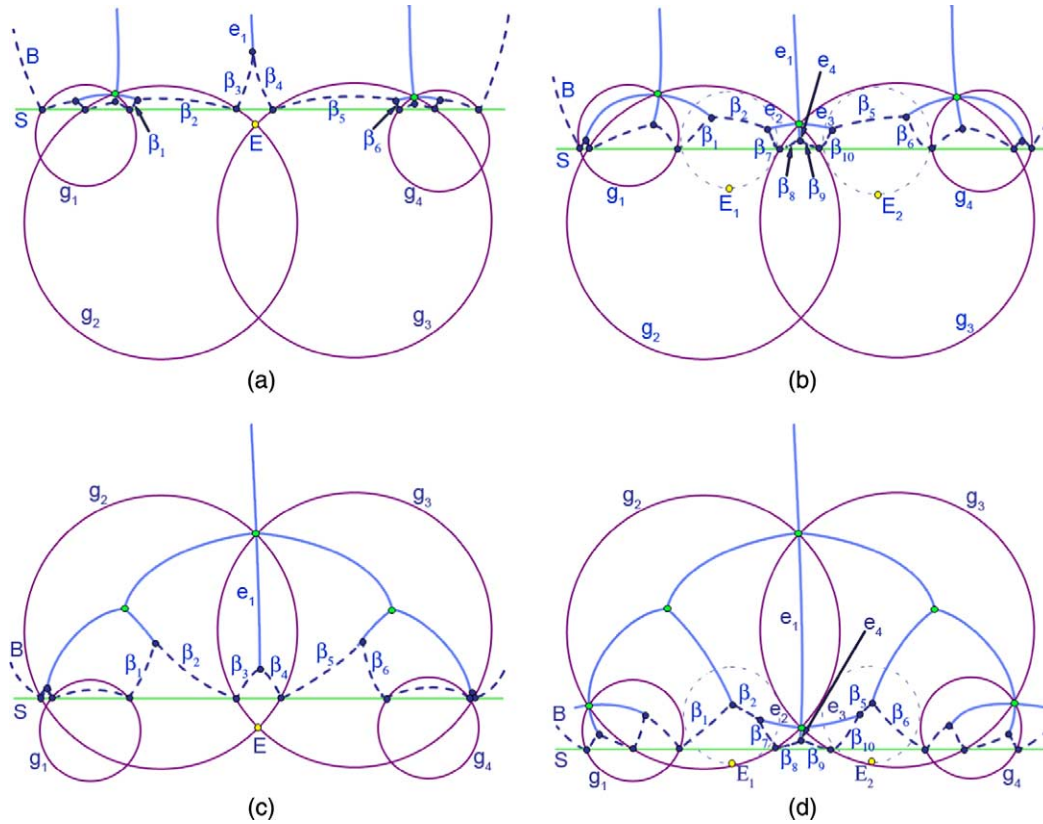 B e₁ β₃ β₄ β₂ β₅ S β₁ E β₆ g₁ g₄ g₂ g₃
(a)
B e₁ e₄ β₂ e₂ e₃ β₅ S β₁ β₇ β₁₀ β₆ β₈ β₉ g₁ E₁ E₂ g₄ g₂ g₃
(b)
g₂ g₃ e₁ B β₁ β₂ β₃ β₄ β₅ β₆ S E g₁ g₄
(c)
g₂ g₃ e₁ e₄ B β₁ β₂ e₂ e₃ β₅ β₆ S β₇ β₈ β₉ β₁₀ g₁ E₁ E₂ g₄
(d)